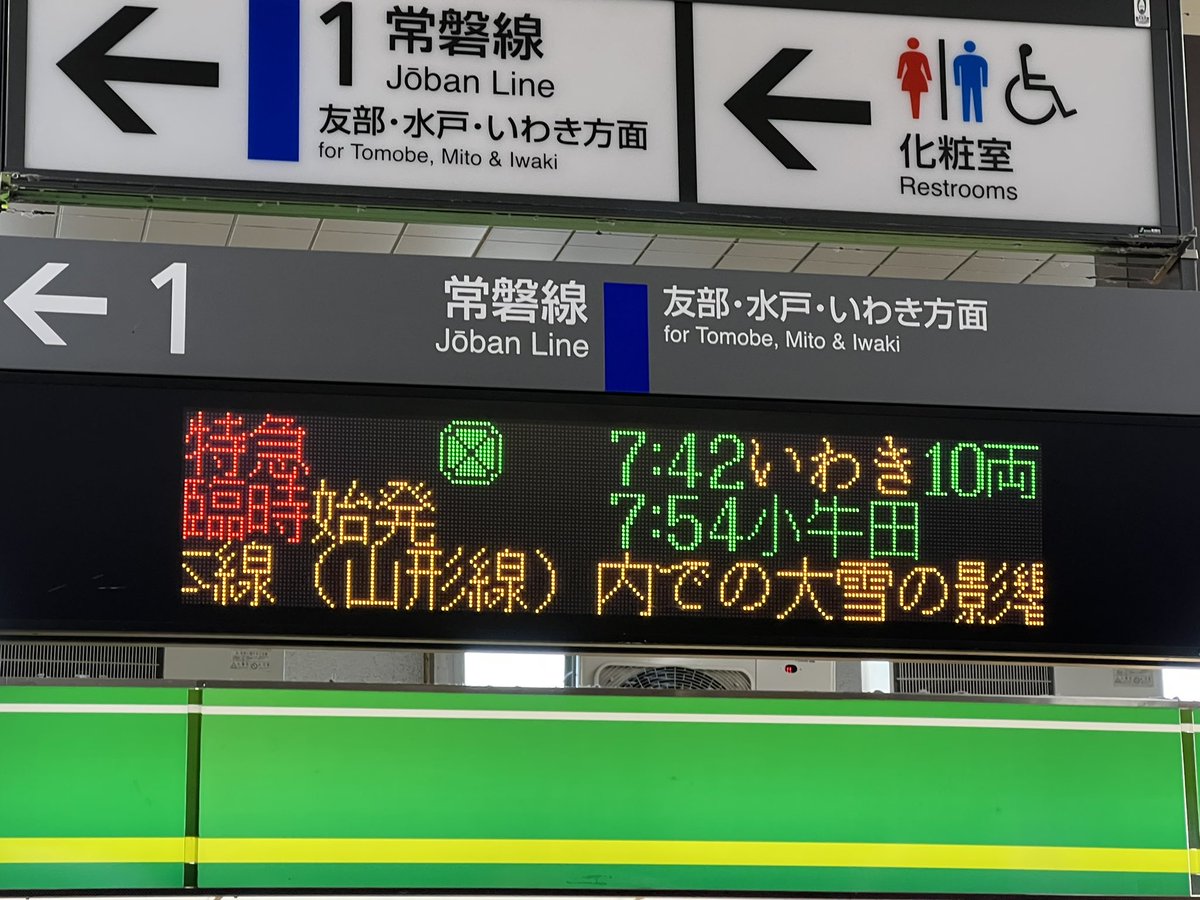 1 常磐線
Jōban Line
友部・水戸・いわき方面
for Tomobe, Mito & Iwaki
化粧室
Restrooms
1 常磐線
Jōban Line
友部・水戸・いわき方面
for Tomobe, Mito & Iwaki
特急 7:42 いわき 10両
臨時 始発 7:54 小牛田
線（山形線）内での大雪の影響